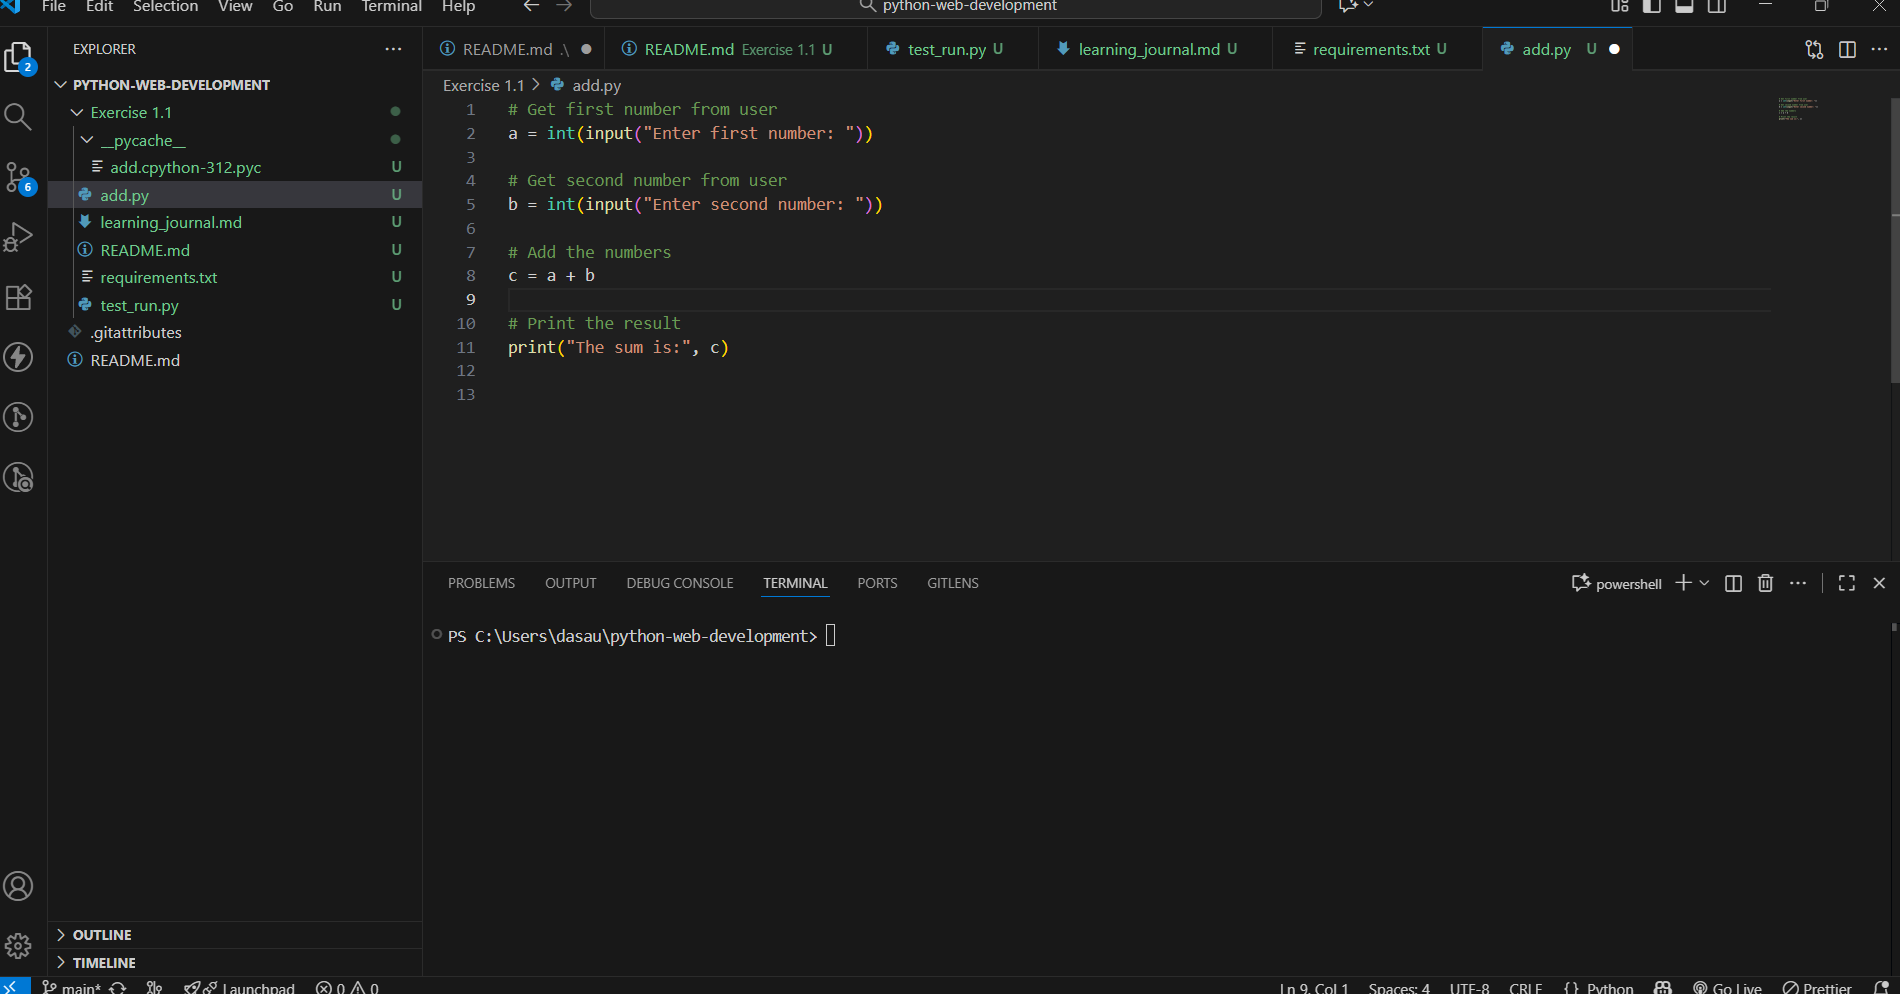 File Edit Selection View Go Run Terminal Help python-web-development
EXPLORER
2
6
PYTHON-WEB-DEVELOPMENT
Exercise 1.1
__pycache__
add.cpython-312.pyc U
add.py U
learning_journal.md U
README.md U
requirements.txt U
test_run.py U
.gitattributes
README.md
OUTLINE
TIMELINE
README.md .\ README.md Exercise 1.1 U test_run.py U learning_journal.md U requirements.txt U add.py U
Exercise 1.1 > add.py
1 # Get first number from user
2 a = int(input("Enter first number: "))
3
4 # Get second number from user
5 b = int(input("Enter second number: "))
6
7 # Add the numbers
8 c = a + b
9
10 # Print the result
11 print("The sum is:", c)
12
13
PROBLEMS OUTPUT DEBUG CONSOLE TERMINAL PORTS GITLENS powershell
PS C:\Users\dasau\python-web-development>
main* Launchpad 0 0 Ln 9, Col 1 Spaces: 4 UTF-8 CRLF {} Python Go Live Prettier